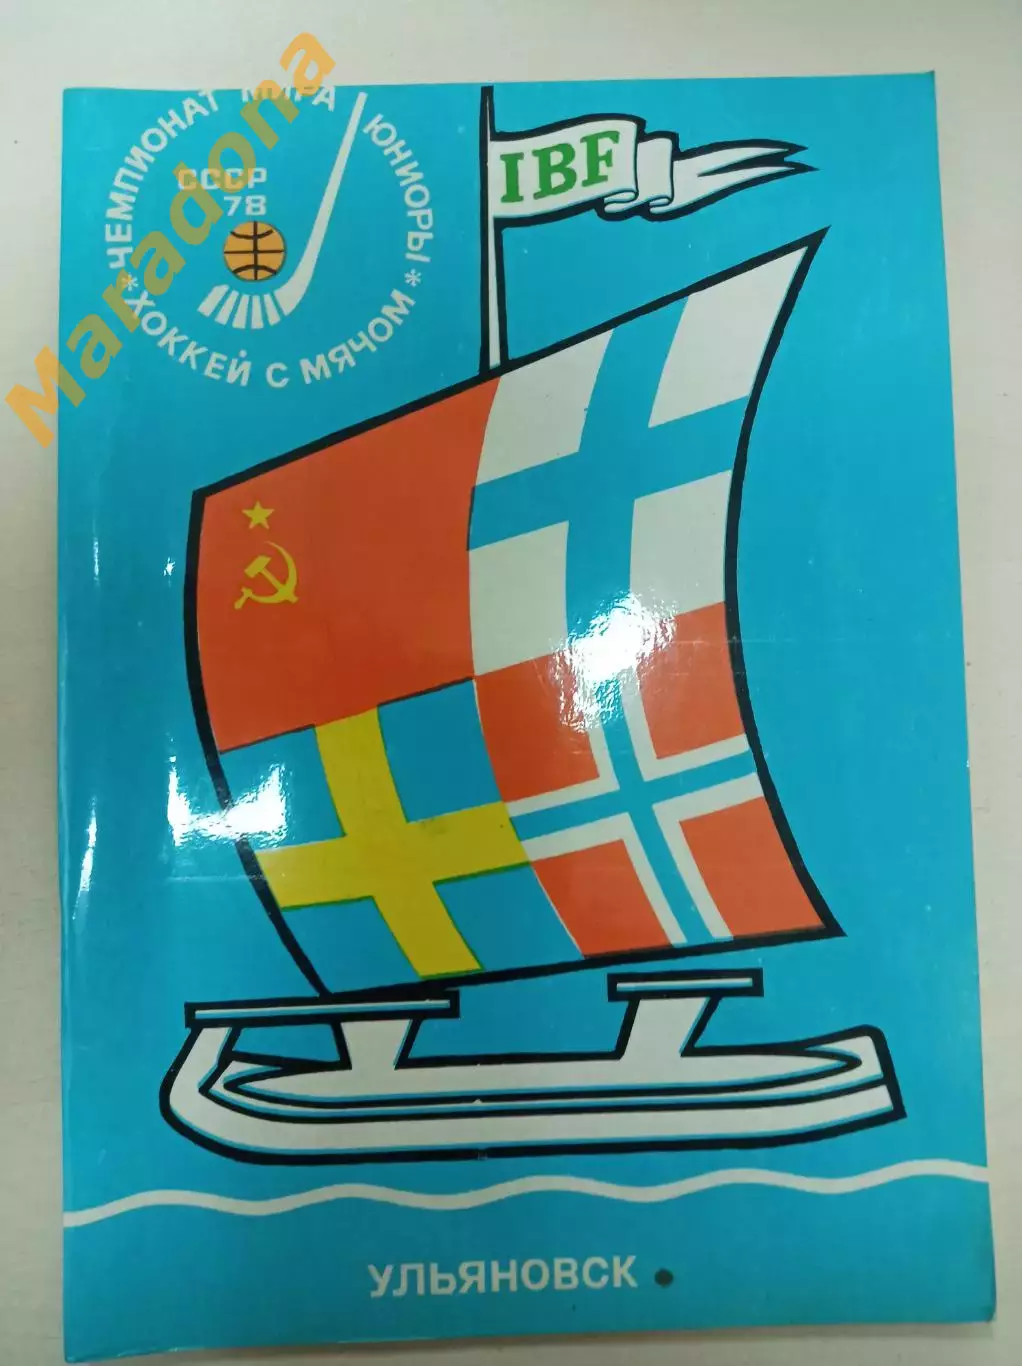 ЧЕМПИОНАТ МИРА ЮНИОРЫ
* ХОККЕЙ С МЯЧОМ *
СССР
78
IBF
УЛЬЯНОВСК
Maradona